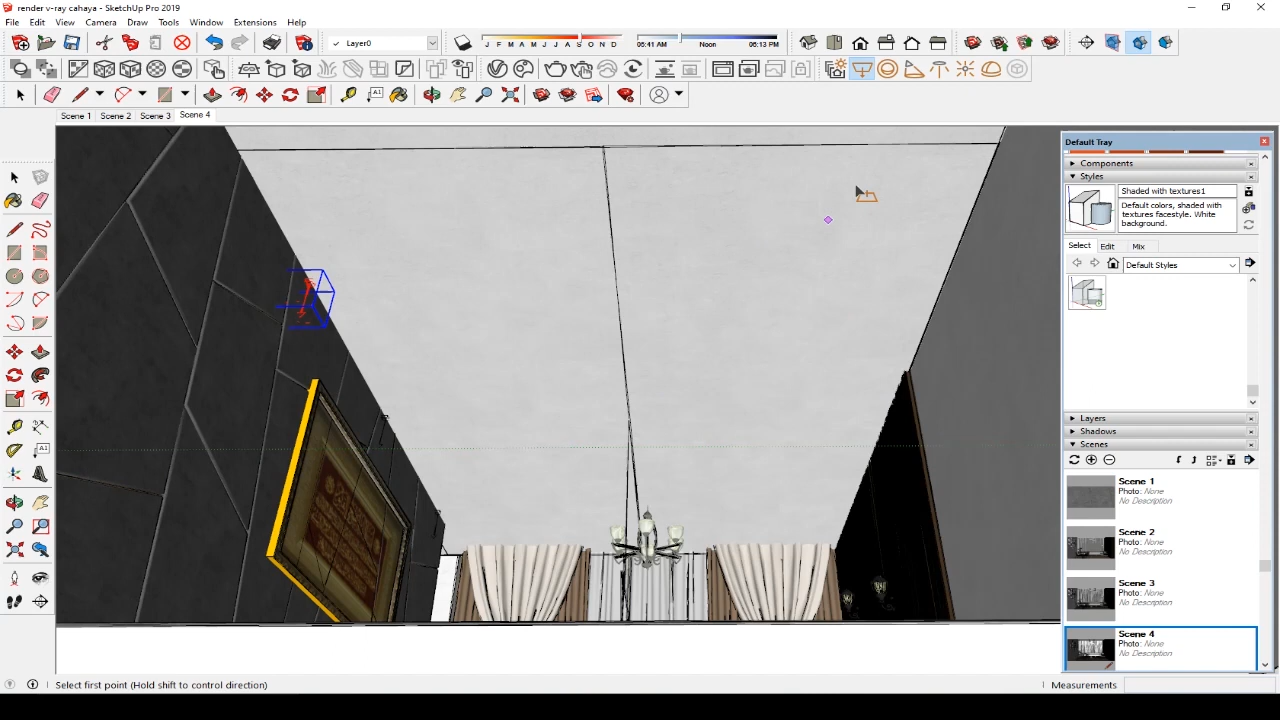 render v-ray cahaya - SketchUp Pro 2019
File Edit View Camera Draw Tools Window Extensions Help
Layer0
J F M A M J J A S O N D
06:41 AM Noon 06:13 PM
Scene 1 Scene 2 Scene 3 Scene 4
Default Tray
Components
Styles
Shaded with textures1
Default colors, shaded with
textures facestyle. White
background.
Select Edit Mix
Default Styles
Layers
Shadows
Scenes
Scene 1
Photo: None
No Description
Scene 2
Photo: None
No Description
Scene 3
Photo: None
No Description
Scene 4
Photo: None
No Description
Select first point (Hold shift to control direction)
Measurements